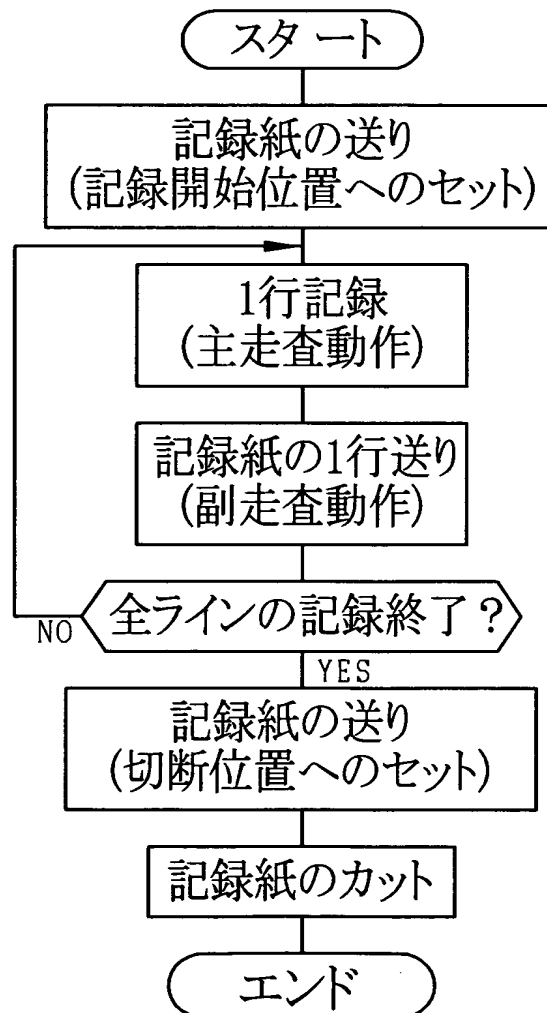 スタート
記録紙の送り
(記録開始位置へのセット)
1行記録
(主走査動作)
記録紙の1行送り
(副走査動作)
全ラインの記録終了?
NO
YES
記録紙の送り
(切断位置へのセット)
記録紙のカット
エンド